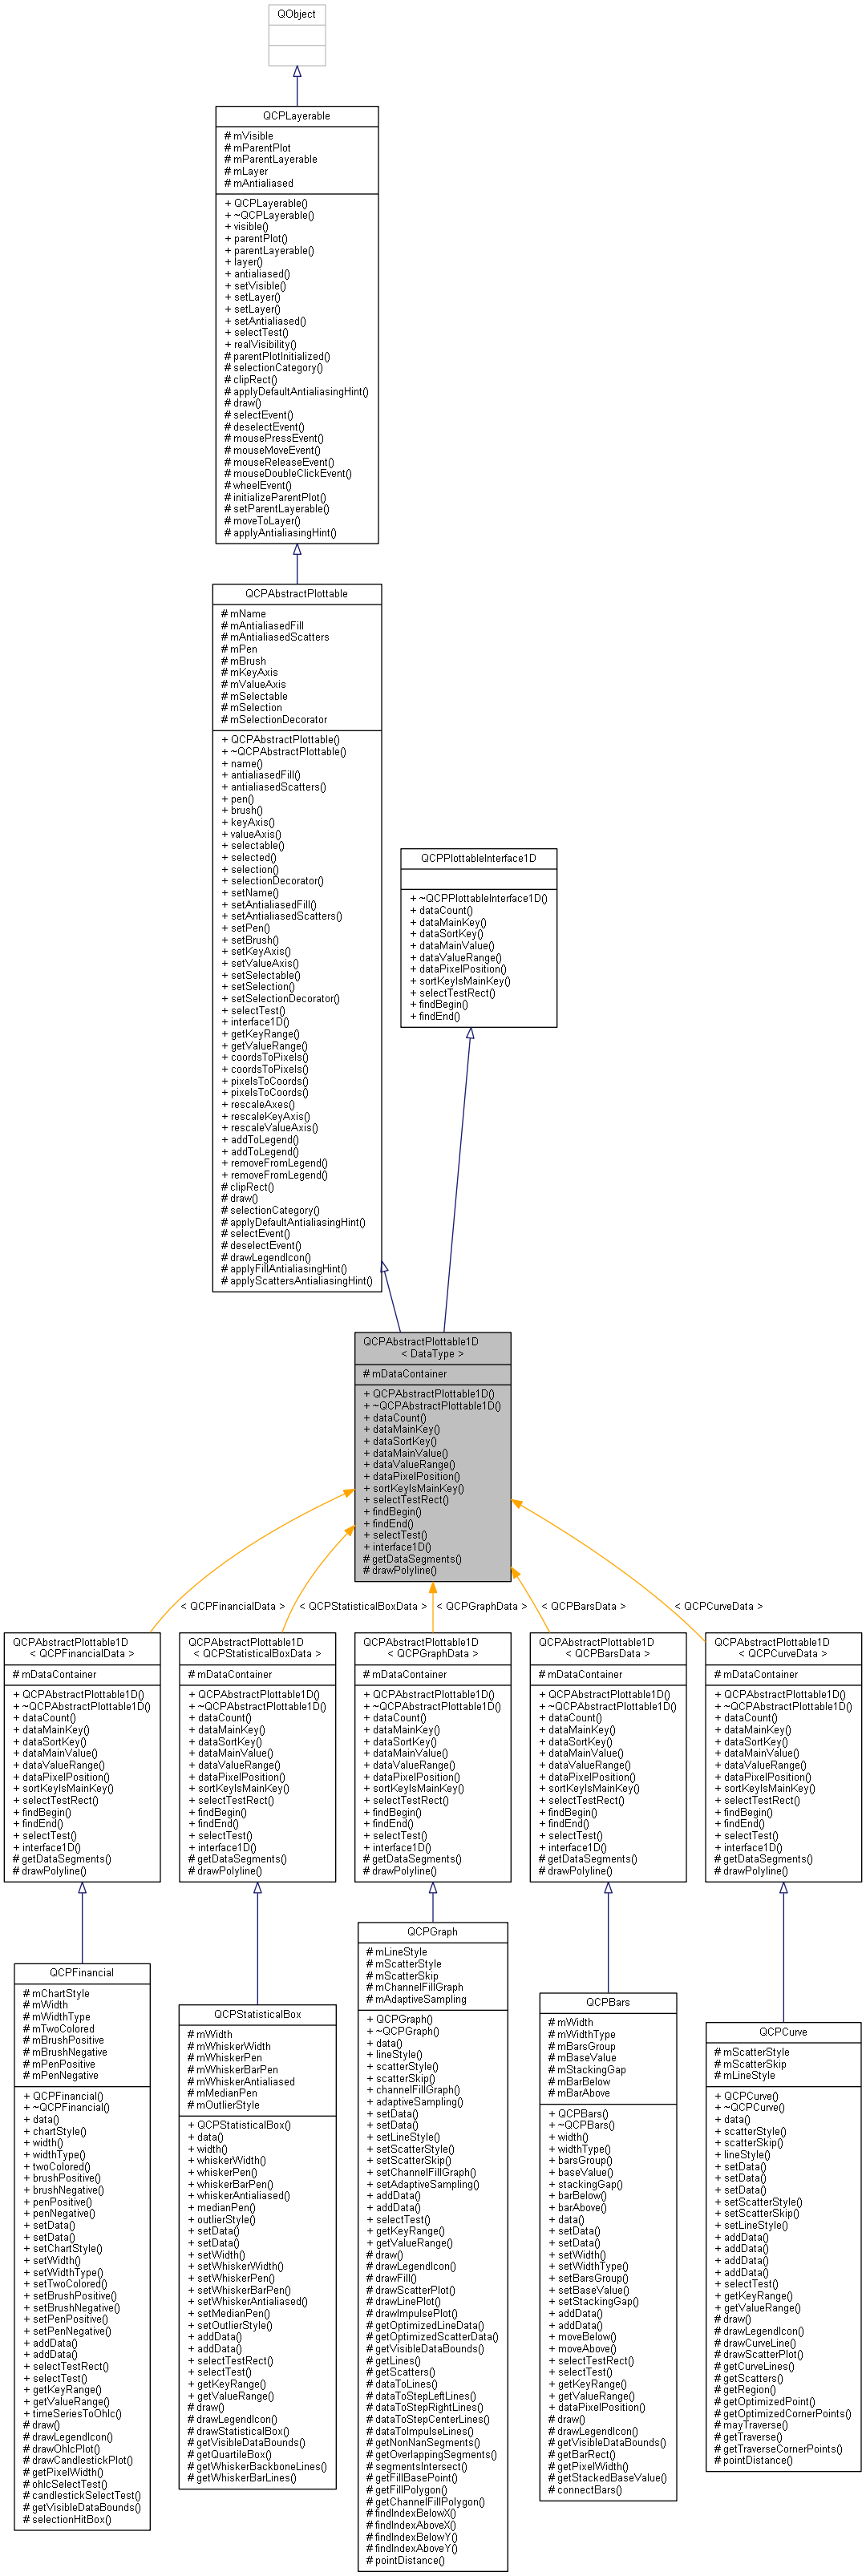 QObject
QCPLayerable
# mVisible
# mParentPlot
# mParentLayerable
# mLayer
# mAntialiased
+ QCPLayerable()
+ ~QCPLayerable()
+ visible()
+ parentPlot()
+ parentLayerable()
+ layer()
+ antialiased()
+ setVisible()
+ setLayer()
+ setLayer()
+ setAntialiased()
+ selectTest()
+ realVisibility()
# parentPlotInitialized()
# selectionCategory()
# clipRect()
# applyDefaultAntialiasingHint()
# draw()
# selectEvent()
# deselectEvent()
# mousePressEvent()
# mouseMoveEvent()
# mouseReleaseEvent()
# mouseDoubleClickEvent()
# wheelEvent()
# initializeParentPlot()
# setParentLayerable()
# moveToLayer()
# applyAntialiasingHint()
QCPAbstractPlottable
# mName
# mAntialiasedFill
# mAntialiasedScatters
# mPen
# mBrush
# mKeyAxis
# mValueAxis
# mSelectable
# mSelection
# mSelectionDecorator
+ QCPAbstractPlottable()
+ ~QCPAbstractPlottable()
+ name()
+ antialiasedFill()
+ antialiasedScatters()
+ pen()
+ brush()
+ keyAxis()
+ valueAxis()
+ selectable()
+ selected()
+ selection()
+ selectionDecorator()
+ setName()
+ setAntialiasedFill()
+ setAntialiasedScatters()
+ setPen()
+ setBrush()
+ setKeyAxis()
+ setValueAxis()
+ setSelectable()
+ setSelection()
+ setSelectionDecorator()
+ selectTest()
+ interface1D()
+ getKeyRange()
+ getValueRange()
+ coordsToPixels()
+ coordsToPixels()
+ pixelsToCoords()
+ pixelsToCoords()
+ rescaleAxes()
+ rescaleKeyAxis()
+ rescaleValueAxis()
+ addToLegend()
+ addToLegend()
+ removeFromLegend()
+ removeFromLegend()
# clipRect()
# draw()
# selectionCategory()
# applyDefaultAntialiasingHint()
# selectEvent()
# deselectEvent()
# drawLegendIcon()
# applyFillAntialiasingHint()
# applyScattersAntialiasingHint()
QCPPlottableInterface1D
+ ~QCPPlottableInterface1D()
+ dataCount()
+ dataMainKey()
+ dataSortKey()
+ dataMainValue()
+ dataValueRange()
+ dataPixelPosition()
+ sortKeyIsMainKey()
+ selectTestRect()
+ findBegin()
+ findEnd()
QCPAbstractPlottable1D
< DataType >
# mDataContainer
+ QCPAbstractPlottable1D()
+ ~QCPAbstractPlottable1D()
+ dataCount()
+ dataMainKey()
+ dataSortKey()
+ dataMainValue()
+ dataValueRange()
+ dataPixelPosition()
+ sortKeyIsMainKey()
+ selectTestRect()
+ findBegin()
+ findEnd()
+ selectTest()
+ interface1D()
# getDataSegments()
# drawPolyline()
< QCPFinancialData >
< QCPStatisticalBoxData >
< QCPGraphData >
< QCPBarsData >
< QCPCurveData >
QCPAbstractPlottable1D
< QCPFinancialData >
# mDataContainer
+ QCPAbstractPlottable1D()
+ ~QCPAbstractPlottable1D()
+ dataCount()
+ dataMainKey()
+ dataSortKey()
+ dataMainValue()
+ dataValueRange()
+ dataPixelPosition()
+ sortKeyIsMainKey()
+ selectTestRect()
+ findBegin()
+ findEnd()
+ selectTest()
+ interface1D()
# getDataSegments()
# drawPolyline()
QCPAbstractPlottable1D
< QCPStatisticalBoxData >
# mDataContainer
+ QCPAbstractPlottable1D()
+ ~QCPAbstractPlottable1D()
+ dataCount()
+ dataMainKey()
+ dataSortKey()
+ dataMainValue()
+ dataValueRange()
+ dataPixelPosition()
+ sortKeyIsMainKey()
+ selectTestRect()
+ findBegin()
+ findEnd()
+ selectTest()
+ interface1D()
# getDataSegments()
# drawPolyline()
QCPAbstractPlottable1D
< QCPGraphData >
# mDataContainer
+ QCPAbstractPlottable1D()
+ ~QCPAbstractPlottable1D()
+ dataCount()
+ dataMainKey()
+ dataSortKey()
+ dataMainValue()
+ dataValueRange()
+ dataPixelPosition()
+ sortKeyIsMainKey()
+ selectTestRect()
+ findBegin()
+ findEnd()
+ selectTest()
+ interface1D()
# getDataSegments()
# drawPolyline()
QCPAbstractPlottable1D
< QCPBarsData >
# mDataContainer
+ QCPAbstractPlottable1D()
+ ~QCPAbstractPlottable1D()
+ dataCount()
+ dataMainKey()
+ dataSortKey()
+ dataMainValue()
+ dataValueRange()
+ dataPixelPosition()
+ sortKeyIsMainKey()
+ selectTestRect()
+ findBegin()
+ findEnd()
+ selectTest()
+ interface1D()
# getDataSegments()
# drawPolyline()
QCPAbstractPlottable1D
< QCPCurveData >
# mDataContainer
+ QCPAbstractPlottable1D()
+ ~QCPAbstractPlottable1D()
+ dataCount()
+ dataMainKey()
+ dataSortKey()
+ dataMainValue()
+ dataValueRange()
+ dataPixelPosition()
+ sortKeyIsMainKey()
+ selectTestRect()
+ findBegin()
+ findEnd()
+ selectTest()
+ interface1D()
# getDataSegments()
# drawPolyline()
QCPFinancial
# mChartStyle
# mWidth
# mWidthType
# mTwoColored
# mBrushPositive
# mBrushNegative
# mPenPositive
# mPenNegative
+ QCPFinancial()
+ ~QCPFinancial()
+ data()
+ chartStyle()
+ width()
+ widthType()
+ twoColored()
+ brushPositive()
+ brushNegative()
+ penPositive()
+ penNegative()
+ setData()
+ setData()
+ setChartStyle()
+ setWidth()
+ setWidthType()
+ setTwoColored()
+ setBrushPositive()
+ setBrushNegative()
+ setPenPositive()
+ setPenNegative()
+ addData()
+ addData()
+ selectTestRect()
+ selectTest()
+ getKeyRange()
+ getValueRange()
+ timeSeriesToOhlc()
# draw()
# drawLegendIcon()
# drawOhlcPlot()
# drawCandlestickPlot()
# getPixelWidth()
# ohlcSelectTest()
# candlestickSelectTest()
# getVisibleDataBounds()
# selectionHitBox()
QCPStatisticalBox
# mWidth
# mWhiskerWidth
# mWhiskerPen
# mWhiskerBarPen
# mWhiskerAntialiased
# mMedianPen
# mOutlierStyle
+ QCPStatisticalBox()
+ data()
+ width()
+ whiskerWidth()
+ whiskerPen()
+ whiskerBarPen()
+ whiskerAntialiased()
+ medianPen()
+ outlierStyle()
+ setData()
+ setData()
+ setWidth()
+ setWhiskerWidth()
+ setWhiskerPen()
+ setWhiskerBarPen()
+ setWhiskerAntialiased()
+ setMedianPen()
+ setOutlierStyle()
+ addData()
+ addData()
+ selectTestRect()
+ selectTest()
+ getKeyRange()
+ getValueRange()
# draw()
# drawLegendIcon()
# drawStatisticalBox()
# getVisibleDataBounds()
# getQuartileBox()
# getWhiskerBackboneLines()
# getWhiskerBarLines()
QCPGraph
# mLineStyle
# mScatterStyle
# mScatterSkip
# mChannelFillGraph
# mAdaptiveSampling
+ QCPGraph()
+ ~QCPGraph()
+ data()
+ lineStyle()
+ scatterStyle()
+ scatterSkip()
+ channelFillGraph()
+ adaptiveSampling()
+ setData()
+ setData()
+ setLineStyle()
+ setScatterStyle()
+ setScatterSkip()
+ setChannelFillGraph()
+ setAdaptiveSampling()
+ addData()
+ addData()
+ selectTest()
+ getKeyRange()
+ getValueRange()
# draw()
# drawLegendIcon()
# drawFill()
# drawScatterPlot()
# drawLinePlot()
# drawImpulsePlot()
# getOptimizedLineData()
# getOptimizedScatterData()
# getVisibleDataBounds()
# getLines()
# getScatters()
# dataToLines()
# dataToStepLeftLines()
# dataToStepRightLines()
# dataToStepCenterLines()
# dataToImpulseLines()
# getNonNanSegments()
# getOverlappingSegments()
# segmentsIntersect()
# getFillBasePoint()
# getFillPolygon()
# getChannelFillPolygon()
# findIndexBelowX()
# findIndexAboveX()
# findIndexBelowY()
# findIndexAboveY()
# pointDistance()
QCPBars
# mWidth
# mWidthType
# mBarsGroup
# mBaseValue
# mStackingGap
# mBarBelow
# mBarAbove
+ QCPBars()
+ ~QCPBars()
+ width()
+ widthType()
+ barsGroup()
+ baseValue()
+ stackingGap()
+ barBelow()
+ barAbove()
+ data()
+ setData()
+ setData()
+ setWidth()
+ setWidthType()
+ setBarsGroup()
+ setBaseValue()
+ setStackingGap()
+ addData()
+ addData()
+ moveBelow()
+ moveAbove()
+ selectTestRect()
+ selectTest()
+ getKeyRange()
+ getValueRange()
+ dataPixelPosition()
# draw()
# drawLegendIcon()
# getVisibleDataBounds()
# getBarRect()
# getPixelWidth()
# getStackedBaseValue()
# connectBars()
QCPCurve
# mScatterStyle
# mScatterSkip
# mLineStyle
+ QCPCurve()
+ ~QCPCurve()
+ data()
+ scatterStyle()
+ scatterSkip()
+ lineStyle()
+ setData()
+ setData()
+ setData()
+ setScatterStyle()
+ setScatterSkip()
+ setLineStyle()
+ addData()
+ addData()
+ addData()
+ addData()
+ selectTest()
+ getKeyRange()
+ getValueRange()
# draw()
# drawLegendIcon()
# drawCurveLine()
# drawScatterPlot()
# getCurveLines()
# getScatters()
# getRegion()
# getOptimizedPoint()
# getOptimizedCornerPoints()
# mayTraverse()
# getTraverse()
# getTraverseCornerPoints()
# pointDistance()